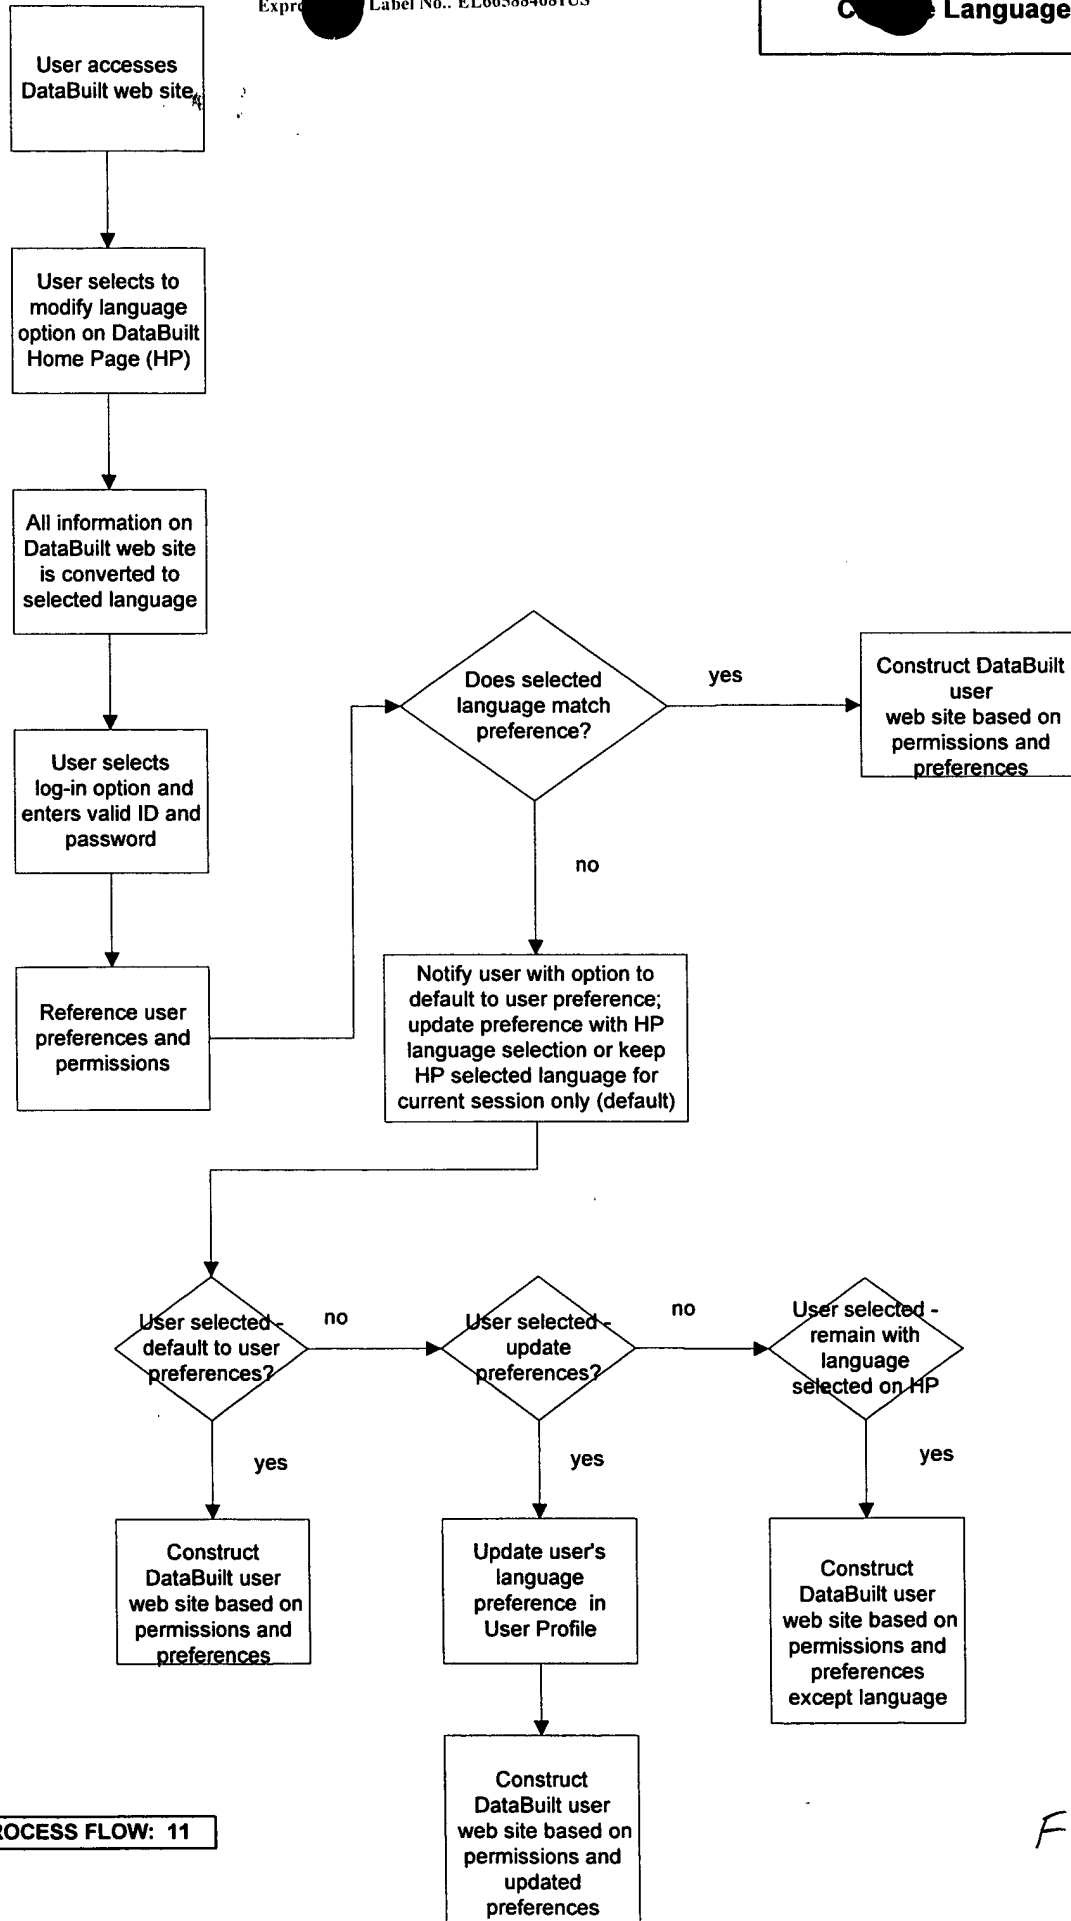 Label No.. EL665884081US
Language
User accesses
DataBuilt web site
User selects to
modify language
option on DataBuilt
Home Page (HP)
All information on
DataBuilt web site
is converted to
selected language
User selects
log-in option and
enters valid ID and
password
Reference user
preferences and
permissions
Does selected
language match
preference?
yes
Construct DataBuilt
user
web site based on
permissions and
preferences
no
Notify user with option to
default to user preference;
update preference with HP
language selection or keep
HP selected language for
current session only (default)
User selected -
default to user
preferences?
no
User selected -
update
preferences?
no
User selected -
remain with
language
selected on HP
yes
yes
yes
Construct
DataBuilt user
web site based on
permissions and
preferences
Update user's
language
preference in
User Profile
Construct
DataBuilt user
web site based on
permissions and
preferences
except language
Construct
DataBuilt user
web site based on
permissions and
updated
preferences
ROCESS FLOW: 11
F